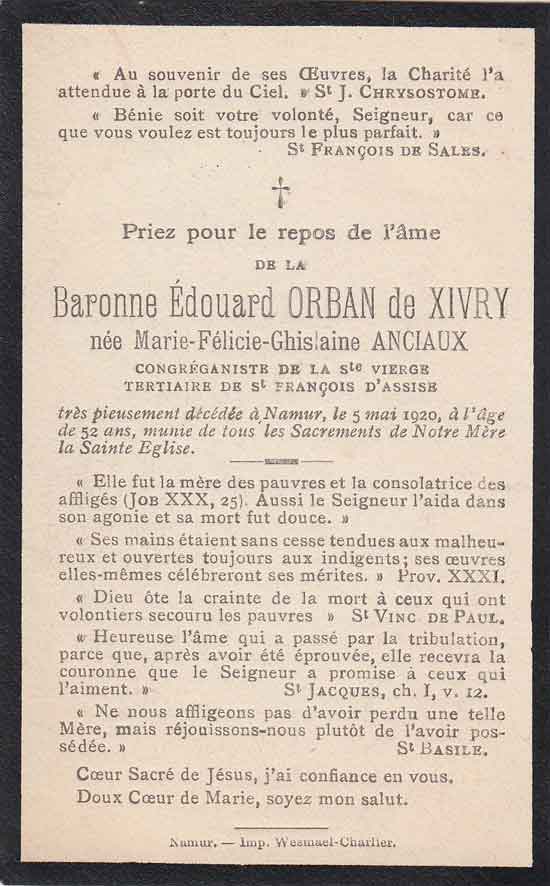 « Au souvenir de ses Œuvres, la Charité l'a
attendue à la porte du Ciel. » St J. CHRYSOSTOME.
« Bénie soit votre volonté, Seigneur, car ce
que vous voulez est toujours le plus parfait. »
St FRANÇOIS DE SALES.
Priez pour le repos de l'âme
DE LA
Baronne Édouard ORBAN de XIVRY
née Marie-Félicie-Ghislaine ANCIAUX
CONGRÉGANISTE DE LA Ste VIERGE
TERTIAIRE DE St FRANÇOIS D'ASSISE
très pieusement décédée à Namur, le 5 mai 1920, à l'âge
de 52 ans, munie de tous les Sacrements de Notre Mère
la Sainte Eglise.
« Elle fut la mère des pauvres et la consolatrice des
affligés (JOB XXX, 25). Aussi le Seigneur l'aida dans
son agonie et sa mort fut douce. »
« Ses mains étaient sans cesse tendues aux malheu-
reux et ouvertes toujours aux indigents ; ses œuvres
elles-mêmes célébreront ses mérites. » PROV. XXXI.
« Dieu ôte la crainte de la mort à ceux qui ont
volontiers secouru les pauvres » St VINC. DE PAUL.
« Heureuse l'âme qui a passé par la tribulation,
parce que, après avoir été éprouvée, elle recevra la
couronne que le Seigneur a promise à ceux qui
l'aiment. » St JACQUES, ch. I, v. 12.
« Ne nous affligeons pas d'avoir perdu une telle
Mère, mais réjouissons-nous plutôt de l'avoir pos-
sédée. » St BASILE.
Cœur Sacré de Jésus, j'ai confiance en vous.
Doux Cœur de Marie, soyez mon salut.
Namur. — Imp. Wesmael-Charlier.